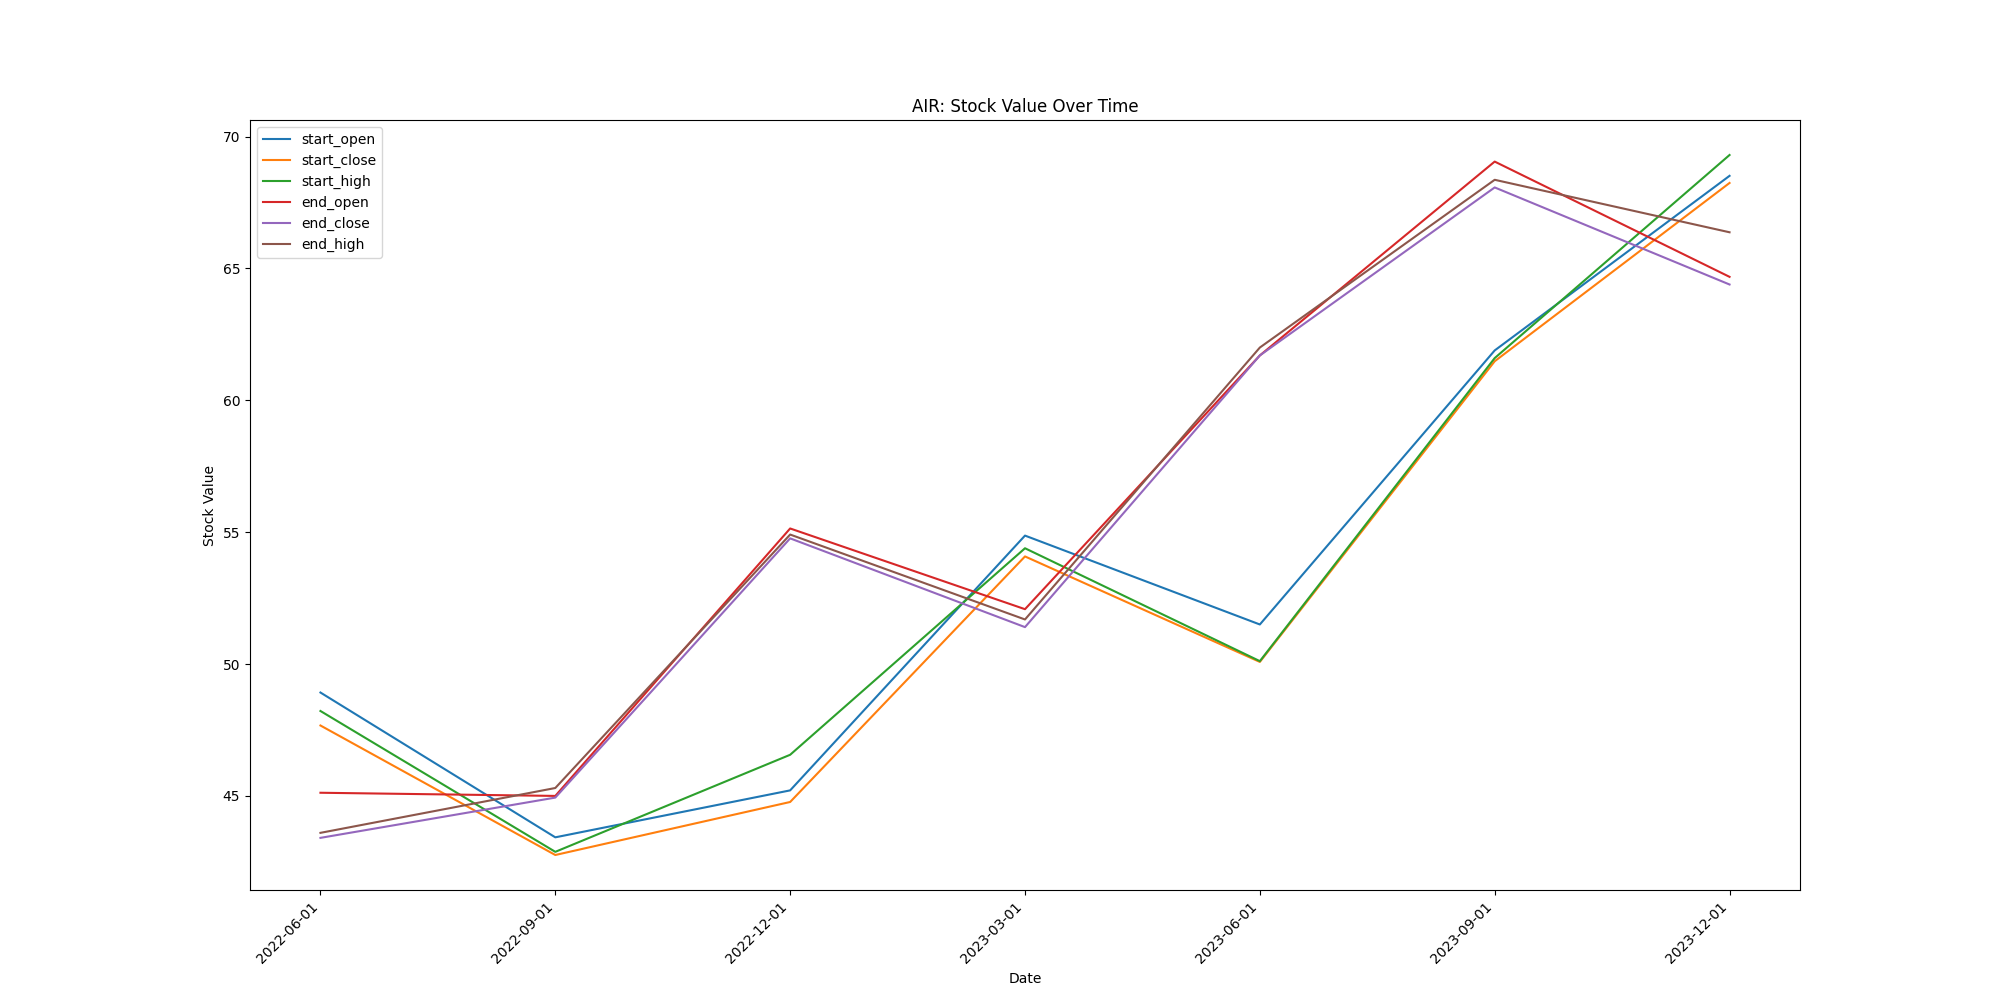 AIR: Stock Value Over Time
70
65
60
55
50
45
Stock Value
start_open
start_close
start_high
end_open
end_close
end_high
2022-06-01
2022-09-01
2022-12-01
2023-03-01
2023-06-01
2023-09-01
2023-12-01
Date